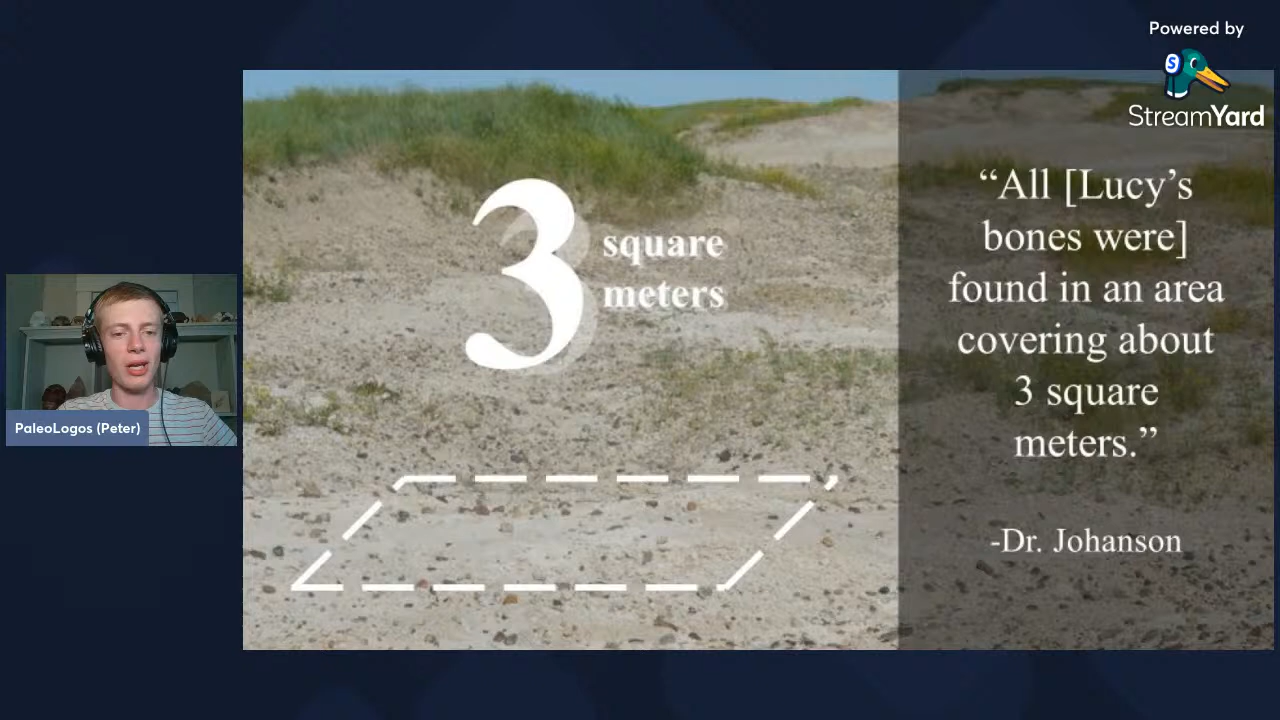 Powered by
StreamYard
3
square
meters
“All [Lucy’s
bones were]
found in an area
covering about
3 square
meters.”
-Dr. Johanson
PaleoLogos (Peter)